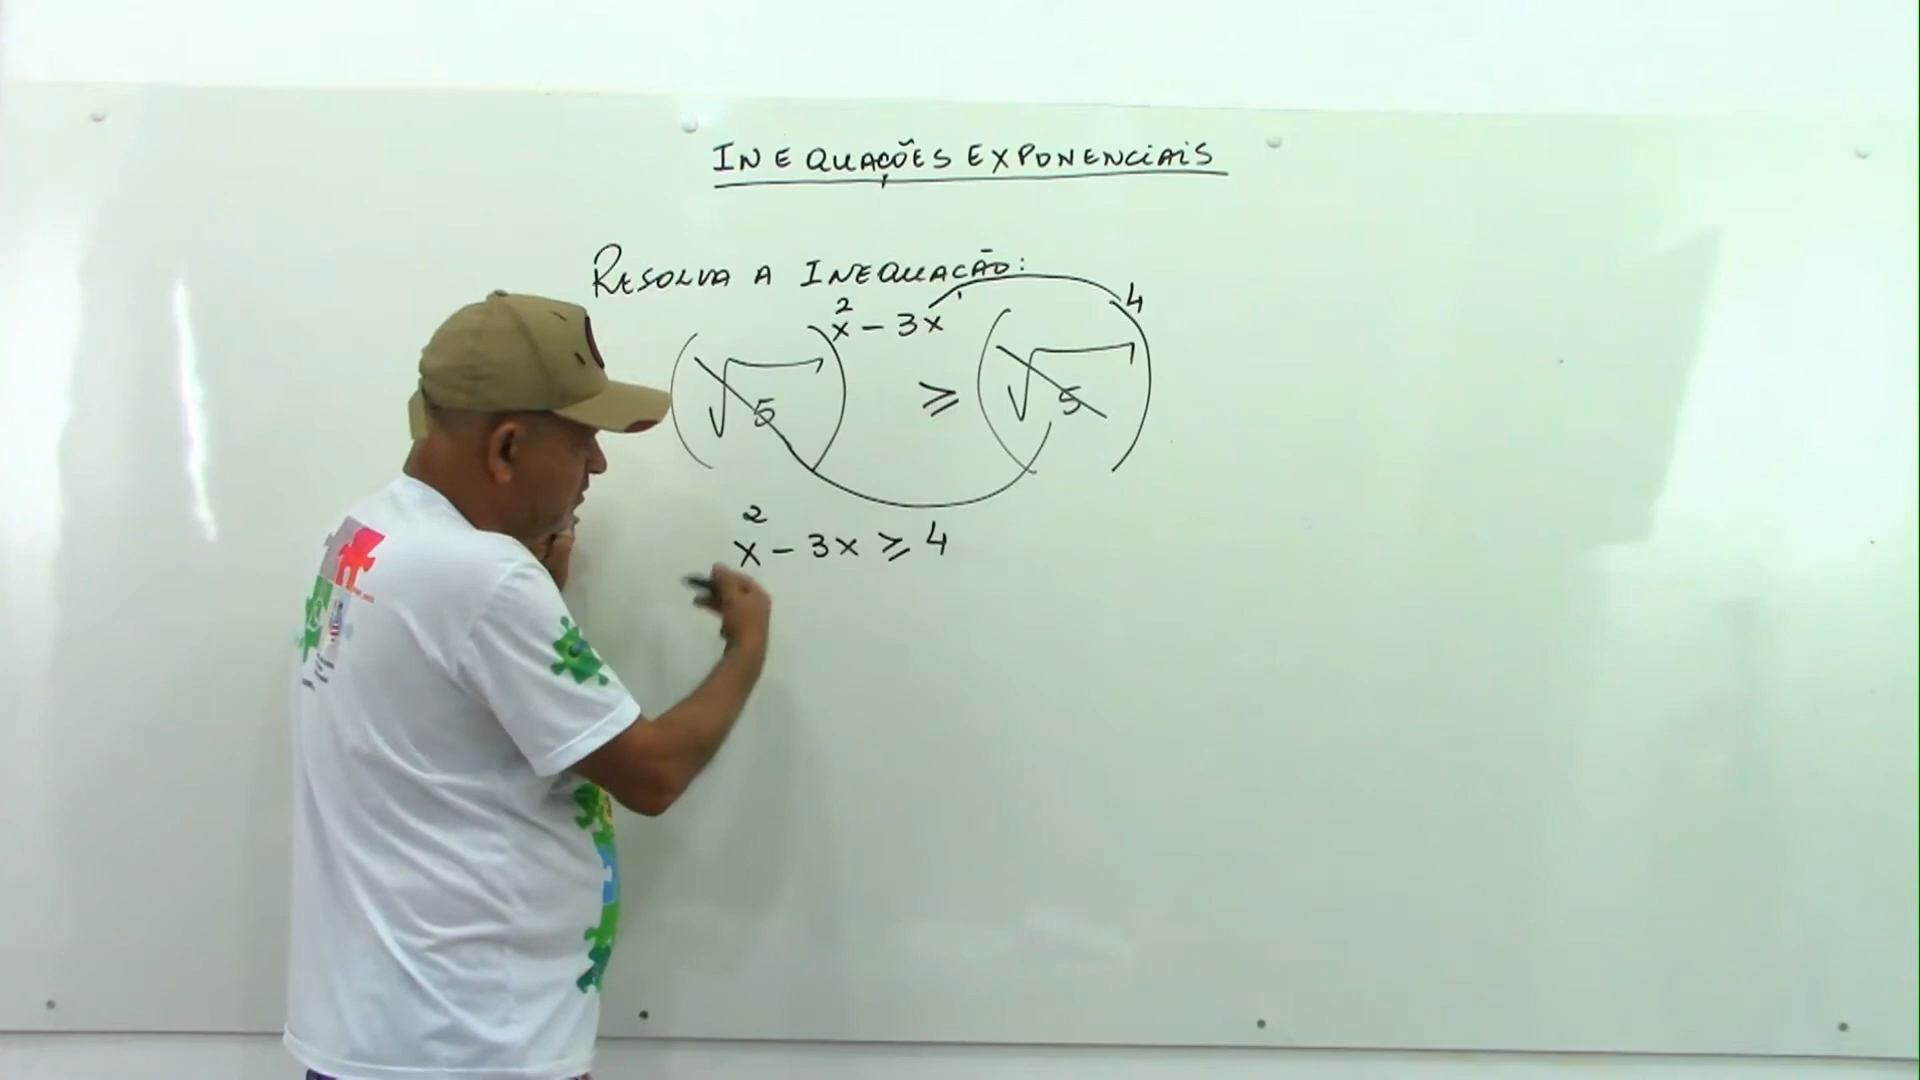 INEQUAÇÕES EXPONENCIAIS
RESOLVA A INEQUAÇÃO:
(√5)^x²-3x ≥ (√5)^4
x² - 3x ≥ 4